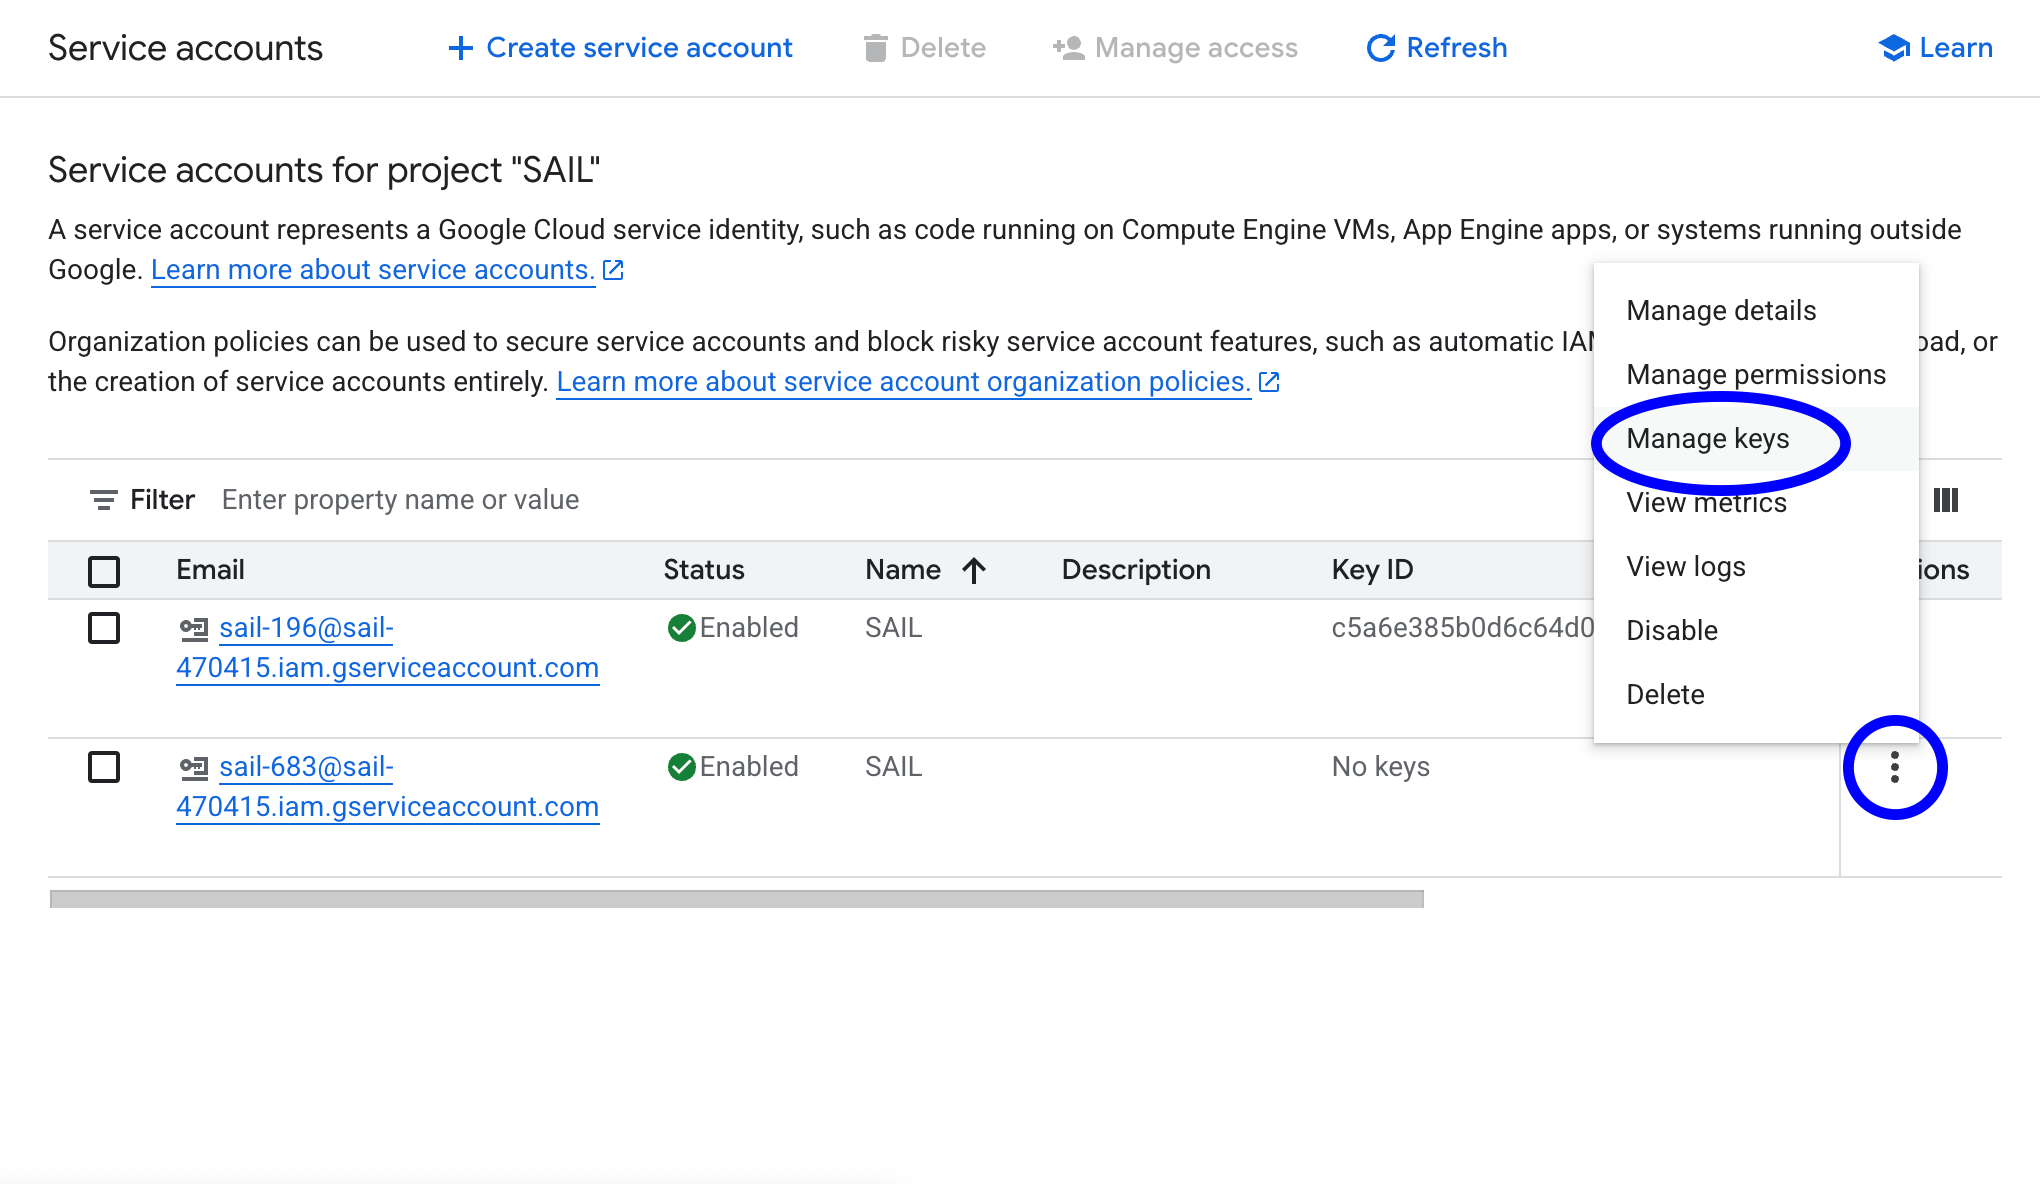 Service accounts
Create service account
Delete
Manage access
Refresh
Learn
Service accounts for project "SAIL"
A service account represents a Google Cloud service identity, such as code running on Compute Engine VMs, App Engine apps, or systems running outside
Google. Learn more about service accounts.
Organization policies can be used to secure service accounts and block risky service account features, such as automatic IAM
oad, or
the creation of service accounts entirely. Learn more about service account organization policies.
Manage details
Manage permissions
Manage keys
View metrics
View logs
Disable
Delete
Filter Enter property name or value
Email Status Name Description Key ID ions
sail-196@sail- Enabled SAIL c5a6e385b0d6c64d0
470415.iam.gserviceaccount.com
sail-683@sail- Enabled SAIL No keys
470415.iam.gserviceaccount.com